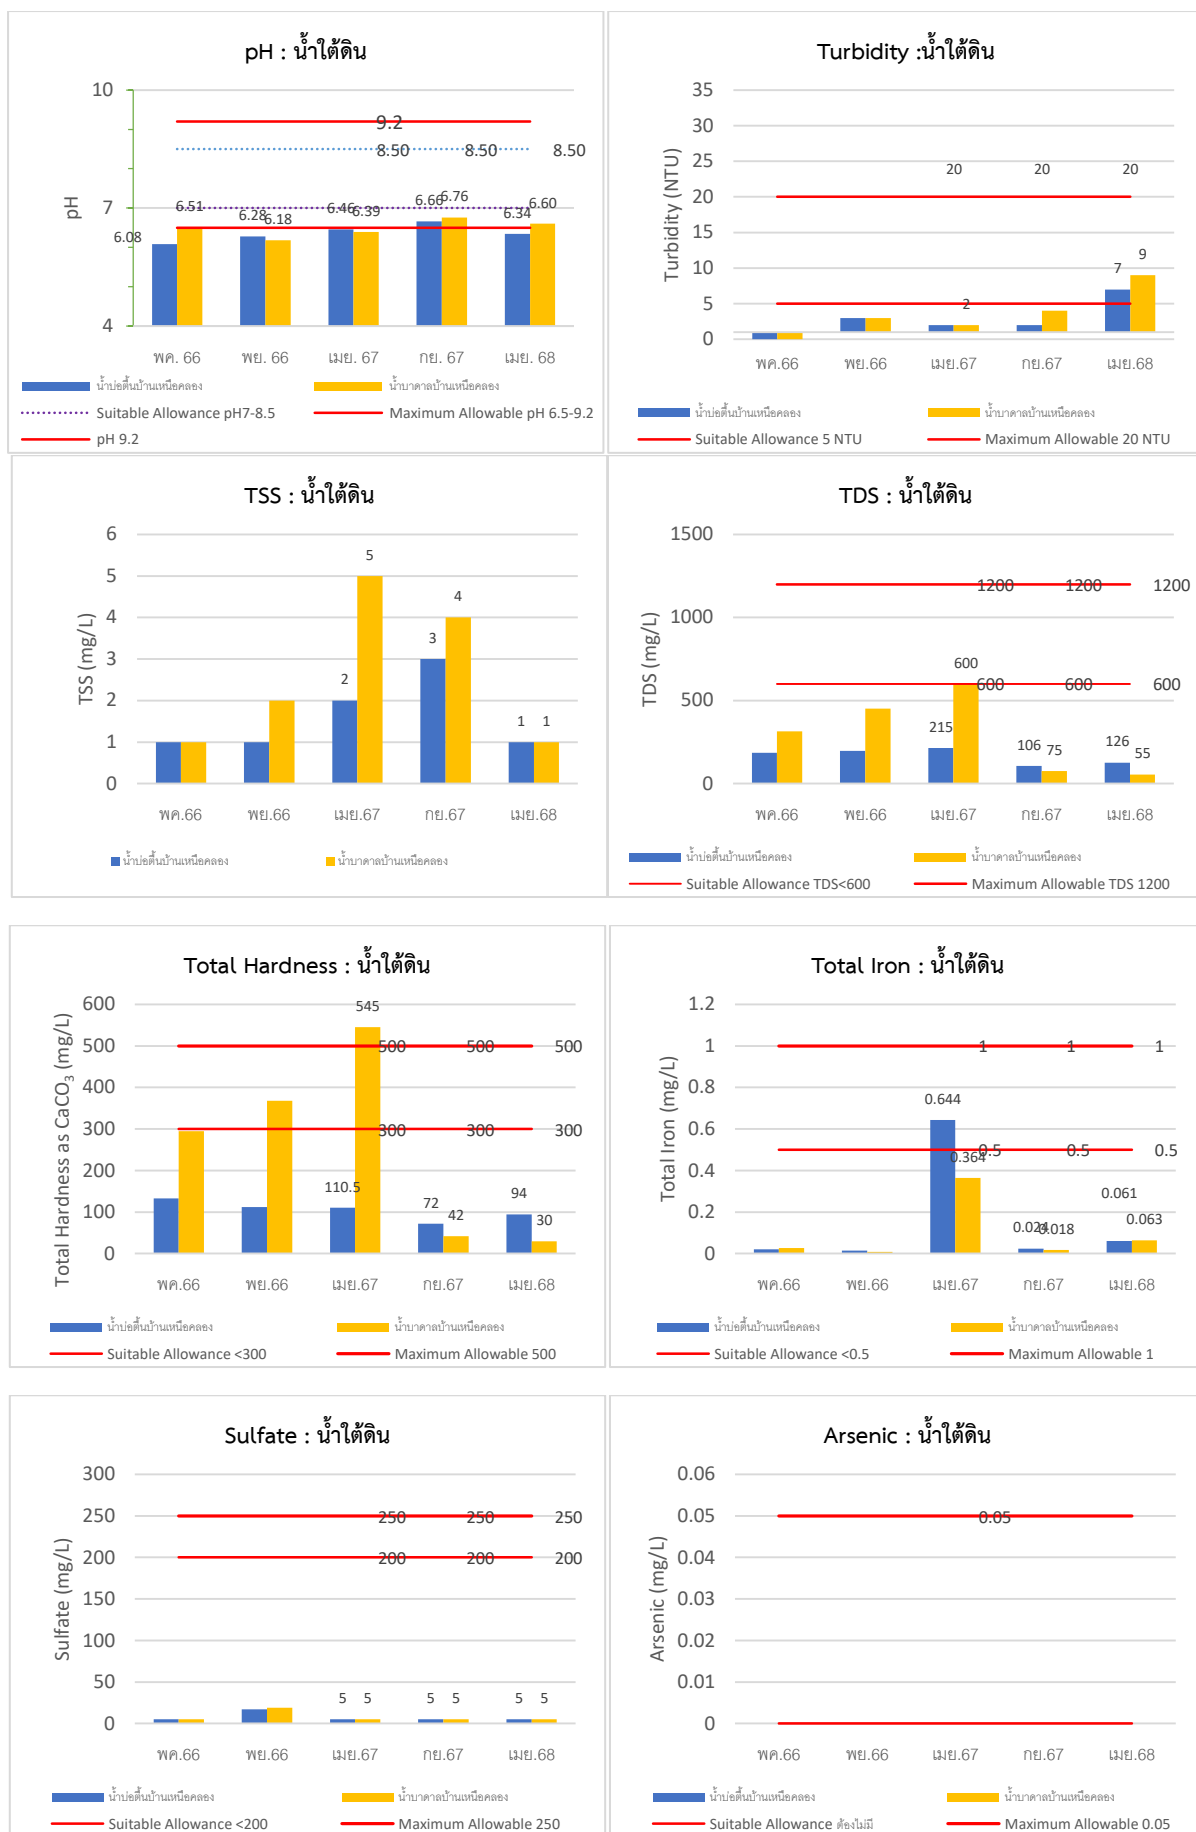 pH : น้ำใต้ดิน
10
7
4
pH
9.2
8.50 8.50 8.50
6.08 6.51 6.28 6.18 6.46 6.39 6.66 6.76 6.34 6.60
พค. 66 พย. 66 เมย. 67 กย. 67 เมย. 68
น้ำบ่อตื้นบ้านเหนือคลอง น้ำบาดาลบ้านเหนือคลอง
Suitable Allowance pH7-8.5 Maximum Allowable pH 6.5-9.2
pH 9.2
Turbidity :น้ำใต้ดิน
35
30
25
20
15
10
5
0
Turbidity (NTU)
20 20 20
2 7 9
พค.66 พย.66 เมย.67 กย.67 เมย.68
น้ำบ่อตื้นบ้านเหนือคลอง น้ำบาดาลบ้านเหนือคลอง
Suitable Allowance 5 NTU Maximum Allowable 20 NTU
TSS : น้ำใต้ดิน
6
5
4
3
2
1
0
TSS (mg/L)
2 5 3 4 1 1
พค.66 พย.66 เมย.67 กย.67 เมย.68
น้ำบ่อตื้นบ้านเหนือคลอง น้ำบาดาลบ้านเหนือคลอง
TDS : น้ำใต้ดิน
1500
1000
500
0
TDS (mg/L)
1200 1200 1200
600 600 600
215 600 106 75 126 55
พค.66 พย.66 เมย.67 กย.67 เมย.68
น้ำบ่อตื้นบ้านเหนือคลอง น้ำบาดาลบ้านเหนือคลอง
Suitable Allowance TDS<600 Maximum Allowable TDS 1200
Total Hardness : น้ำใต้ดิน
600
500
400
300
200
100
0
Total Hardness as CaCO₃ (mg/L)
500 500 500
300 300 300
110.5 545 72 42 94 30
พค.66 พย.66 เมย.67 กย.67 เมย.68
น้ำบ่อตื้นบ้านเหนือคลอง น้ำบาดาลบ้านเหนือคลอง
Suitable Allowance <300 Maximum Allowable 500
Total Iron : น้ำใต้ดิน
1.2
1
0.8
0.6
0.4
0.2
0
Total Iron (mg/L)
1 1 1
0.5 0.5 0.5
0.644 0.364 0.024 0.018 0.061 0.063
พค.66 พย.66 เมย.67 กย.67 เมย.68
น้ำบ่อตื้นบ้านเหนือคลอง น้ำบาดาลบ้านเหนือคลอง
Suitable Allowance <0.5 Maximum Allowable 1
Sulfate : น้ำใต้ดิน
300
250
200
150
100
50
0
Sulfate (mg/L)
250 250 250
200 200 200
5 5 5 5 5 5
พค.66 พย.66 เมย.67 กย.67 เมย.68
น้ำบ่อตื้นบ้านเหนือคลอง น้ำบาดาลบ้านเหนือคลอง
Suitable Allowance <200 Maximum Allowable 250
Arsenic : น้ำใต้ดิน
0.06
0.05
0.04
0.03
0.02
0.01
0
Arsenic (mg/L)
0.05
พค.66 พย.66 เมย.67 กย.67 เมย.68
น้ำบ่อตื้นบ้านเหนือคลอง น้ำบาดาลบ้านเหนือคลอง
Suitable Allowance ต้องไม่มี Maximum Allowable 0.05